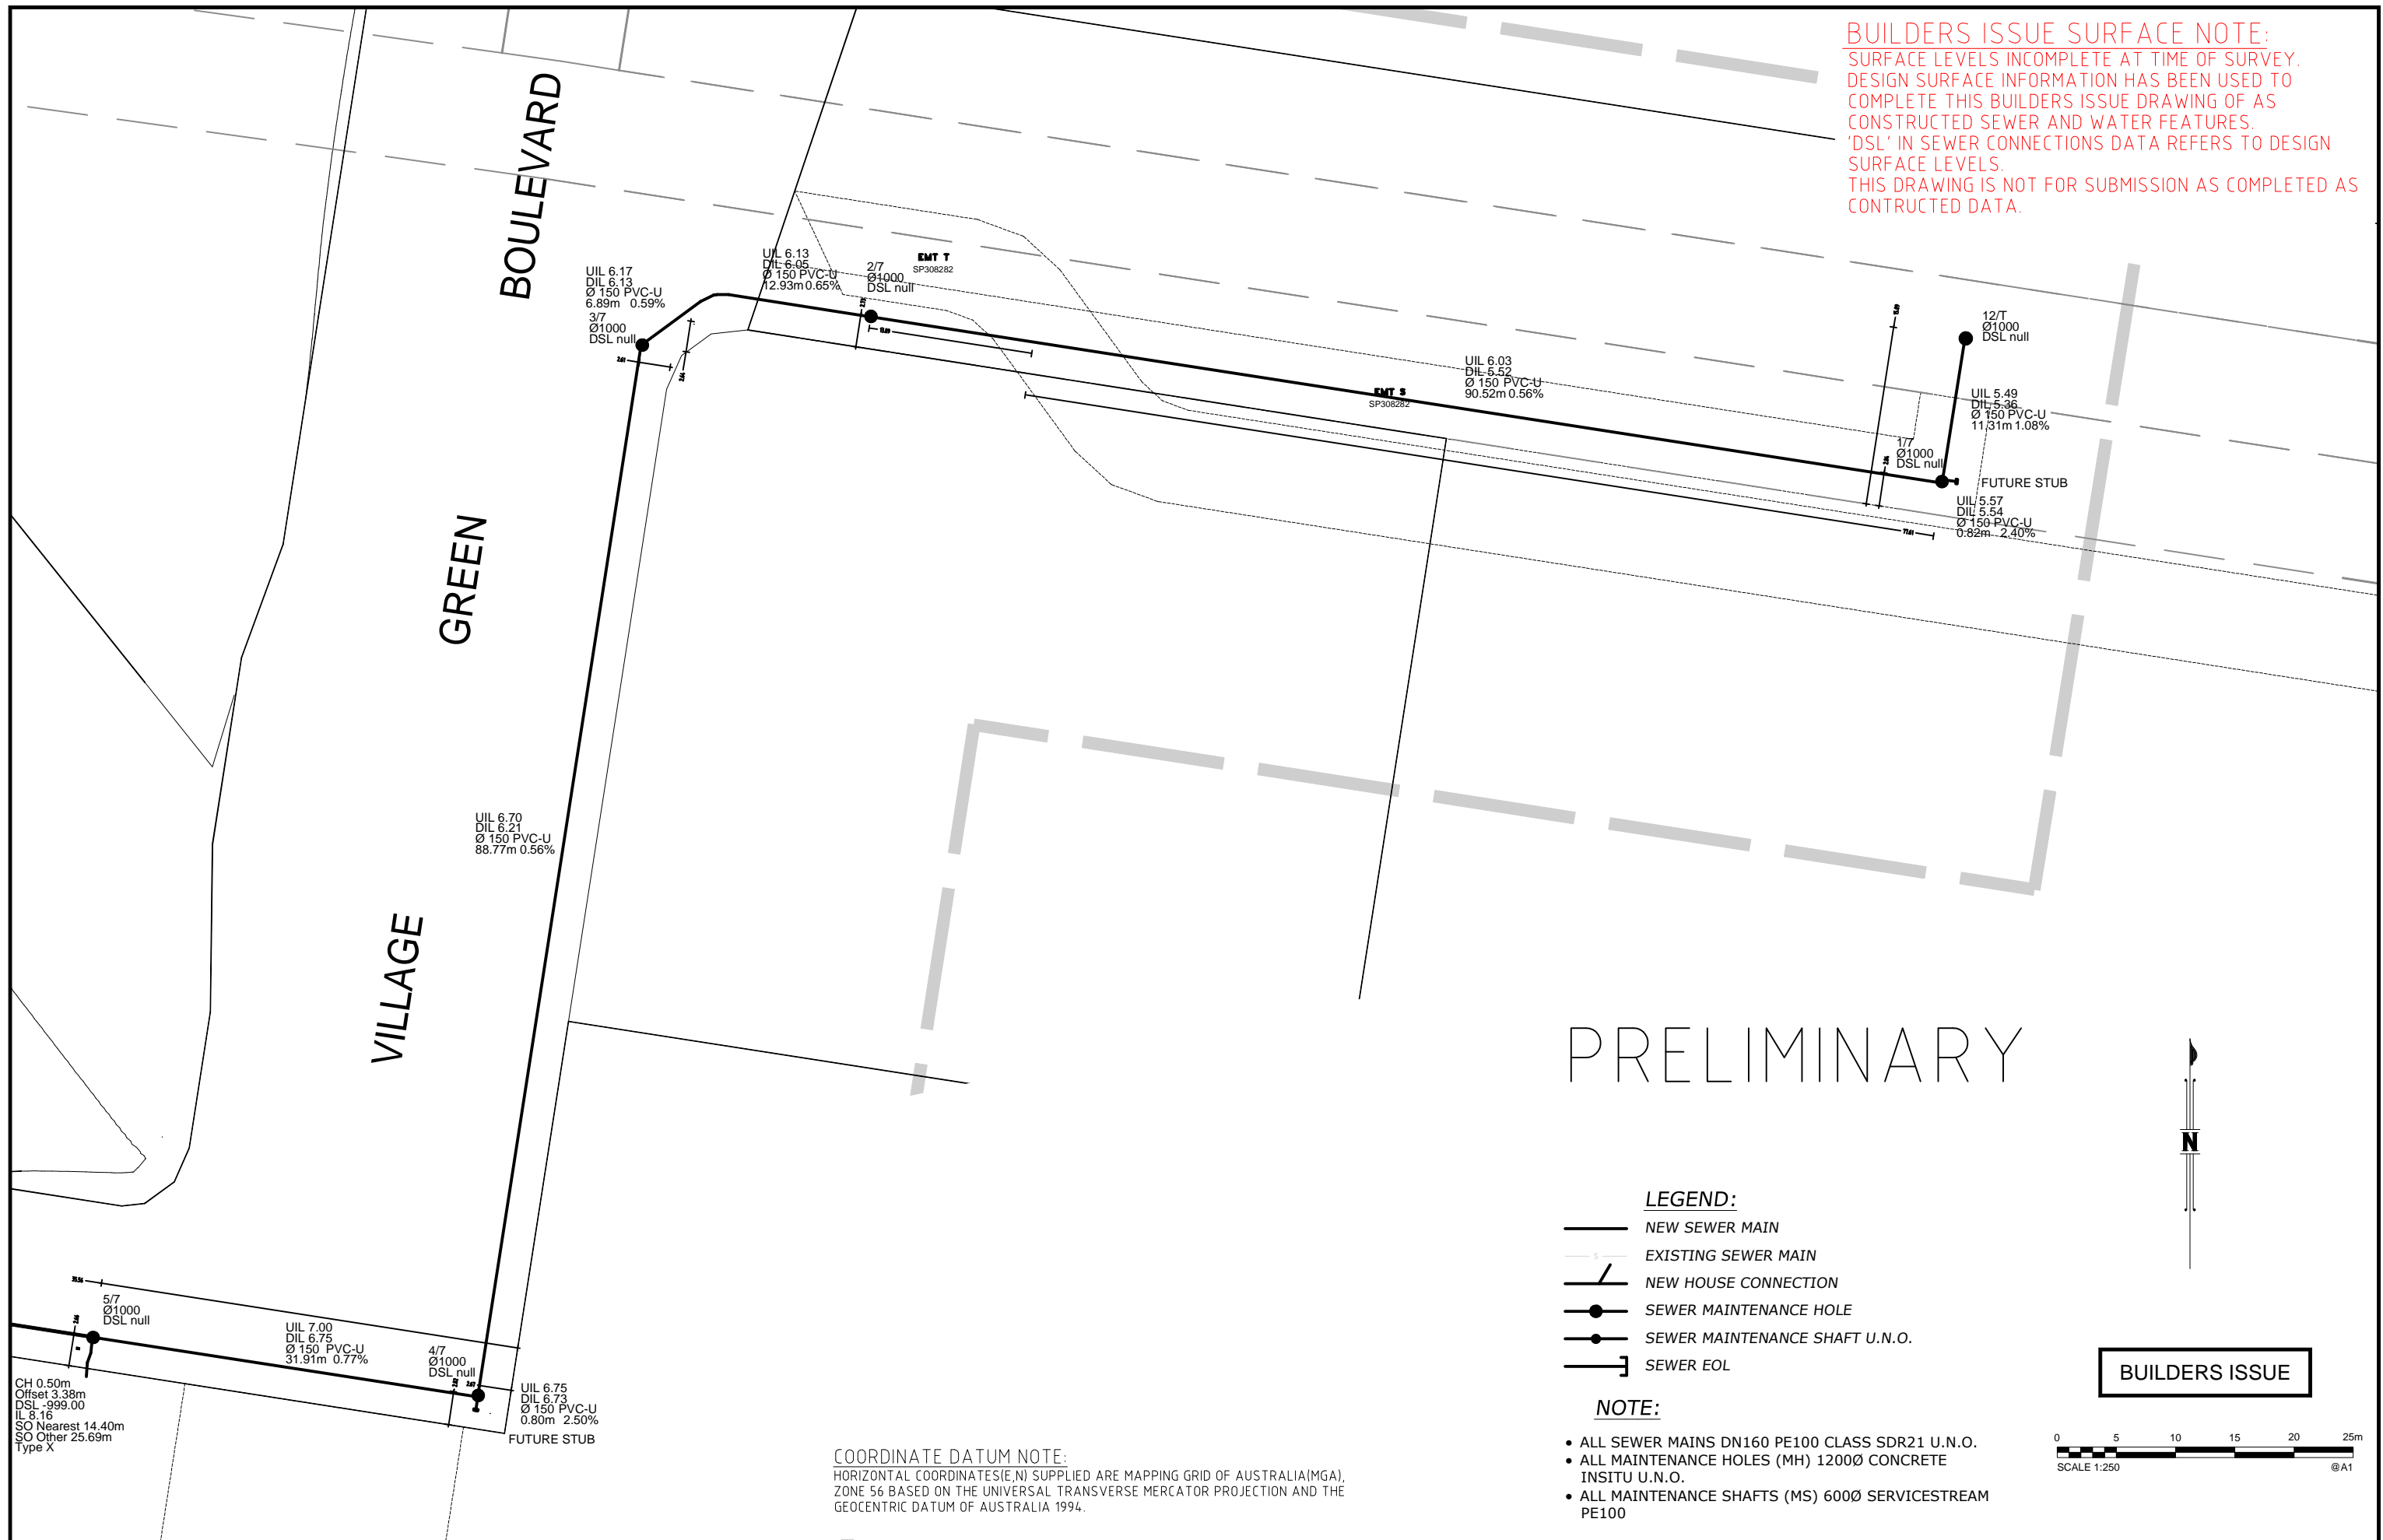 BUILDERS ISSUE SURFACE NOTE:
SURFACE LEVELS INCOMPLETE AT TIME OF SURVEY.
DESIGN SURFACE INFORMATION HAS BEEN USED TO
COMPLETE THIS BUILDERS ISSUE DRAWING OF AS
CONSTRUCTED SEWER AND WATER FEATURES.
'DSL' IN SEWER CONNECTIONS DATA REFERS TO DESIGN
SURFACE LEVELS.
THIS DRAWING IS NOT FOR SUBMISSION AS COMPLETED AS
CONTRUCTED DATA.
BOULEVARD
GREEN
VILLAGE
UIL 6.17
DIL 6.13
Ø 150 PVC-U
6.89m 0.59%
3/7
Ø1000
DSL null
2.61
2.64
UIL 6.13
DIL 6.05
Ø 150 PVC-U
12.93m 0.65%
2/7
Ø1000
DSL null
EMT T
SP308282
UIL 6.03
DIL 5.52
Ø 150 PVC-U
90.52m 0.56%
EMT S
SP308282
12/T
Ø1000
DSL null
UIL 5.49
DIL 5.36
Ø 150 PVC-U
11.31m 1.08%
1/7
Ø1000
DSL null
FUTURE STUB
UIL 5.57
DIL 5.54
Ø 150 PVC-U
0.82m 2.40%
UIL 6.70
DIL 6.21
Ø 150 PVC-U
88.77m 0.56%
5/7
Ø1000
DSL null
UIL 7.00
DIL 6.75
Ø 150 PVC-U
31.91m 0.77%
4/7
Ø1000
DSL null
UIL 6.75
DIL 6.73
Ø 150 PVC-U
0.80m 2.50%
FUTURE STUB
CH 0.50m
Offset 3.38m
DSL -999.00
IL 8.16
SO Nearest 14.40m
SO Other 25.69m
Type X
COORDINATE DATUM NOTE:
HORIZONTAL COORDINATES(E,N) SUPPLIED ARE MAPPING GRID OF AUSTRALIA(MGA),
ZONE 56 BASED ON THE UNIVERSAL TRANSVERSE MERCATOR PROJECTION AND THE
GEOCENTRIC DATUM OF AUSTRALIA 1994.
PRELIMINARY
N
LEGEND:
NEW SEWER MAIN
S
EXISTING SEWER MAIN
NEW HOUSE CONNECTION
SEWER MAINTENANCE HOLE
SEWER MAINTENANCE SHAFT U.N.O.
SEWER EOL
NOTE:
• ALL SEWER MAINS DN160 PE100 CLASS SDR21 U.N.O.
• ALL MAINTENANCE HOLES (MH) 1200Ø CONCRETE
INSITU U.N.O.
• ALL MAINTENANCE SHAFTS (MS) 600Ø SERVICESTREAM
PE100
BUILDERS ISSUE
0 5 10 15 20 25m
SCALE 1:250 @A1